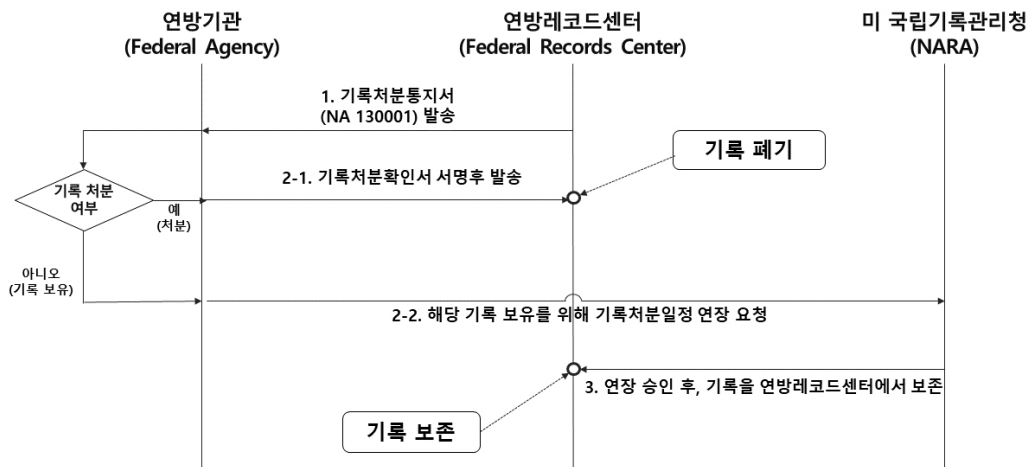 연방기관
(Federal Agency)
연방레코드센터
(Federal Records Center)
미 국립기록관리청
(NARA)
1. 기록처분통지서
(NA 130001) 발송
기록 폐기
2-1. 기록처분확인서 서명후 발송
기록 처분
여부
예
(처분)
아니오
(기록 보유)
2-2. 해당 기록 보유를 위해 기록처분일정 연장 요청
3. 연장 승인 후, 기록을 연방레코드센터에서 보존
기록 보존